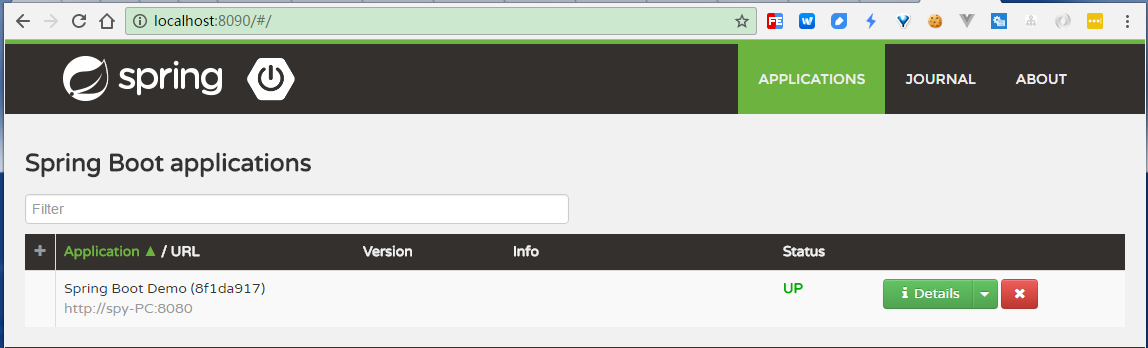 localhost:8090/#/
spring
APPLICATIONS JOURNAL ABOUT
Spring Boot applications
Filter
+ Application ▲ / URL Version Info Status
Spring Boot Demo (8f1da917) UP i Details
http://spy-PC:8080